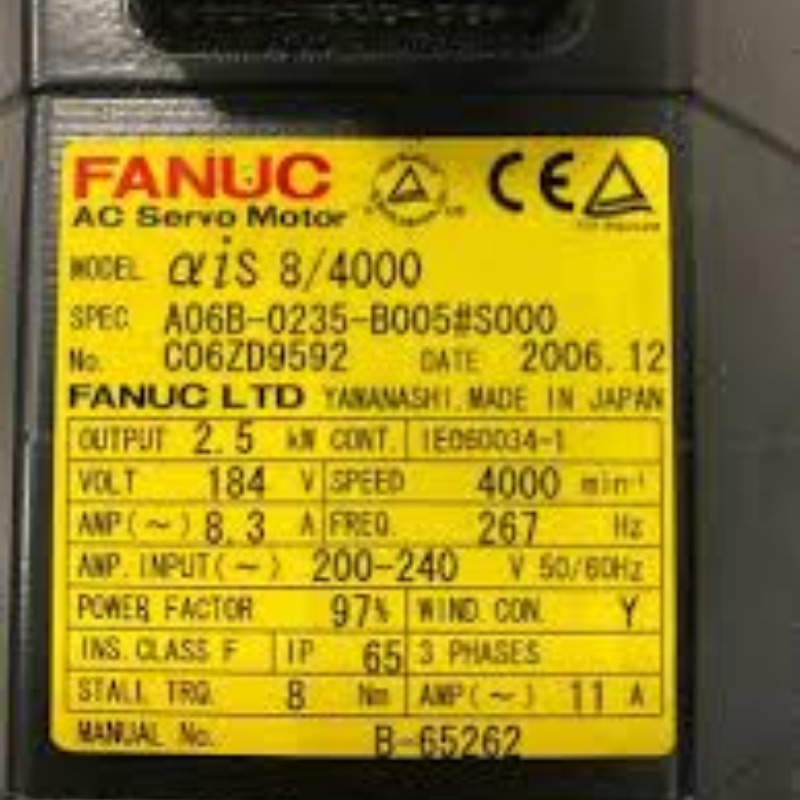 FANUC CE
AC Servo Motor
MODEL αiS 8/4000
SPEC. A06B-0235-B005#S000
No. C06ZD9592 DATE 2006.12
FANUC LTD YAMANASHI. MADE IN JAPAN
OUTPUT 2.5 kW CONT. IE060034-1
VOLT 184 V SPEED 4000 min-1
AMP(~) 8.3 A FREQ. 267 Hz
AMP. INPUT(~) 200-240 V 50/60Hz
POWER FACTOR 97% WIND. CON. Y
INS. CLASS F IP 65 3 PHASES
STALL TRQ. 8 Nm AMP(~) 11 A
MANUAL No. B-65262